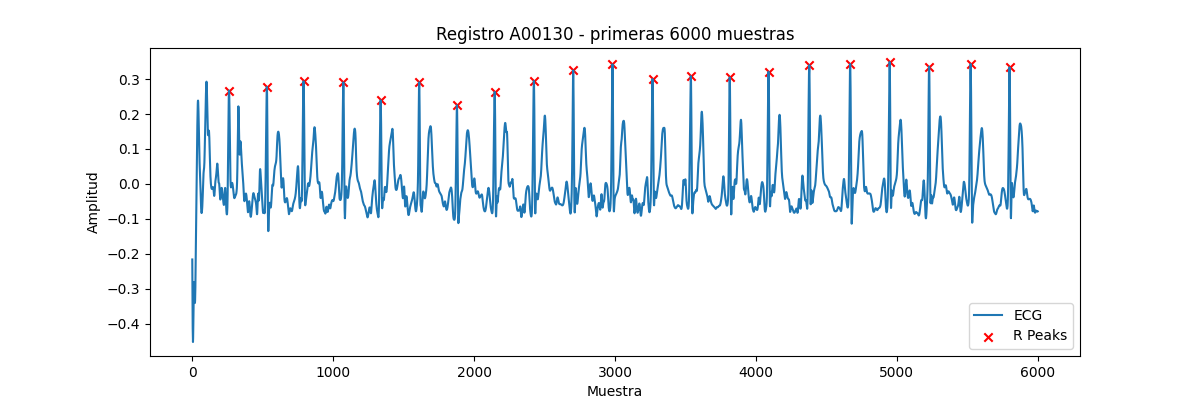 Registro A00130 - primeras 6000 muestras
Amplitud
0.3
0.2
0.1
0.0
−0.1
−0.2
−0.3
−0.4
0 1000 2000 3000 4000 5000 6000
Muestra
ECG
R Peaks